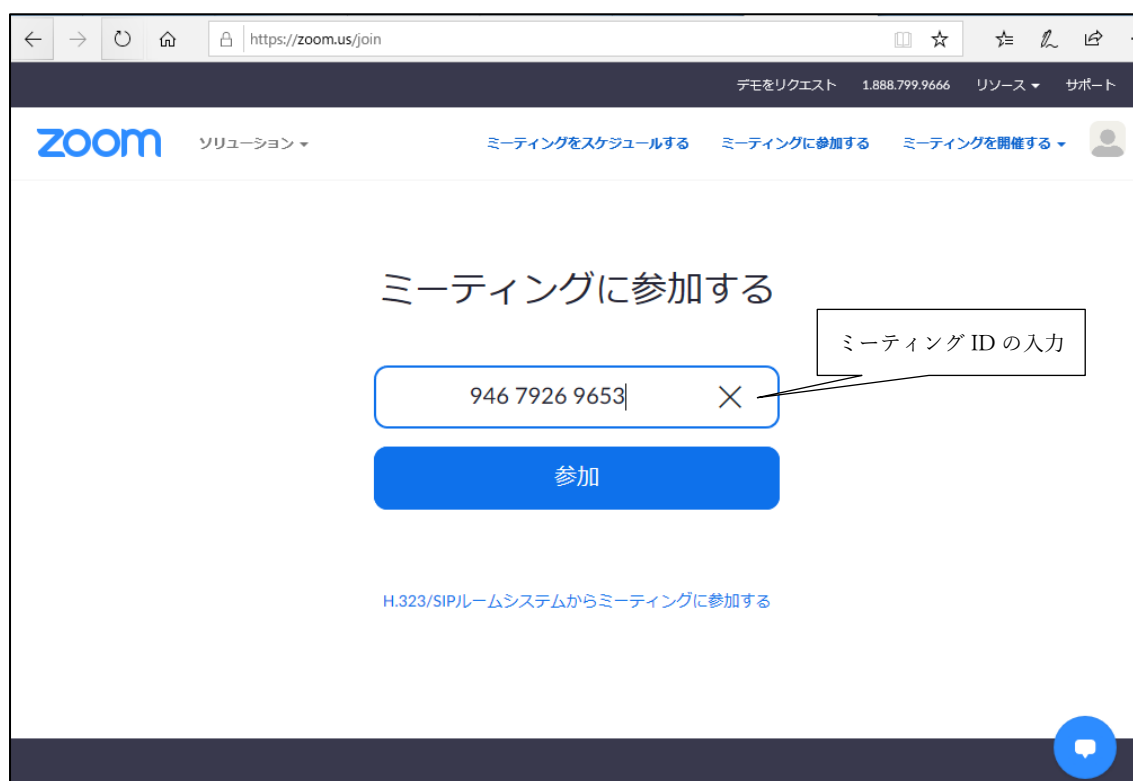 https://zoom.us/join
デモをリクエスト 1.888.799.9666 リソース サポート
zoom ソリューション ミーティングをスケジュールする ミーティングに参加する ミーティングを開催する
ミーティングに参加する
ミーティング ID の入力
946 7926 9653
参加
H.323/SIPルームシステムからミーティングに参加する